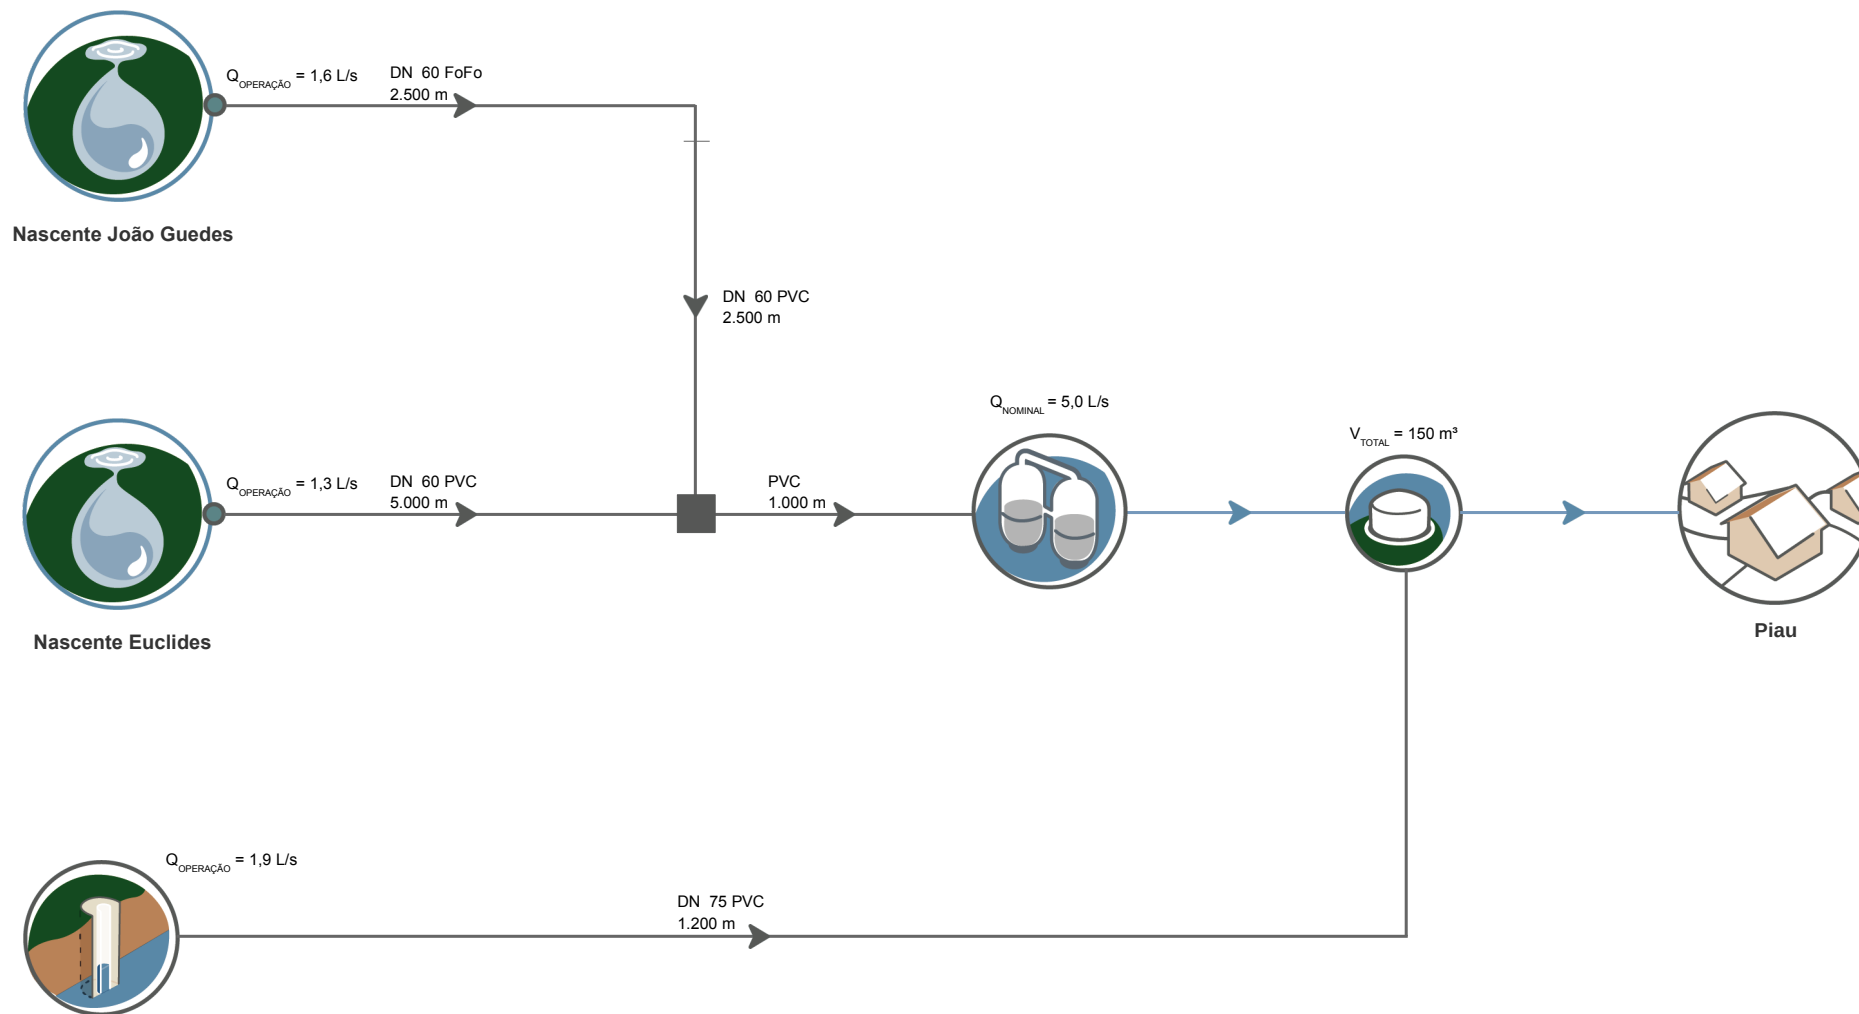 Q OPERAÇÃO = 1,6 L/s
DN 60 FoFo
2.500 m
Nascente João Guedes
DN 60 PVC
2.500 m
Q OPERAÇÃO = 1,3 L/s
DN 60 PVC
5.000 m
PVC
1.000 m
Q NOMINAL = 5,0 L/s
V TOTAL = 150 m³
Nascente Euclides
Piau
Q OPERAÇÃO = 1,9 L/s
DN 75 PVC
1.200 m